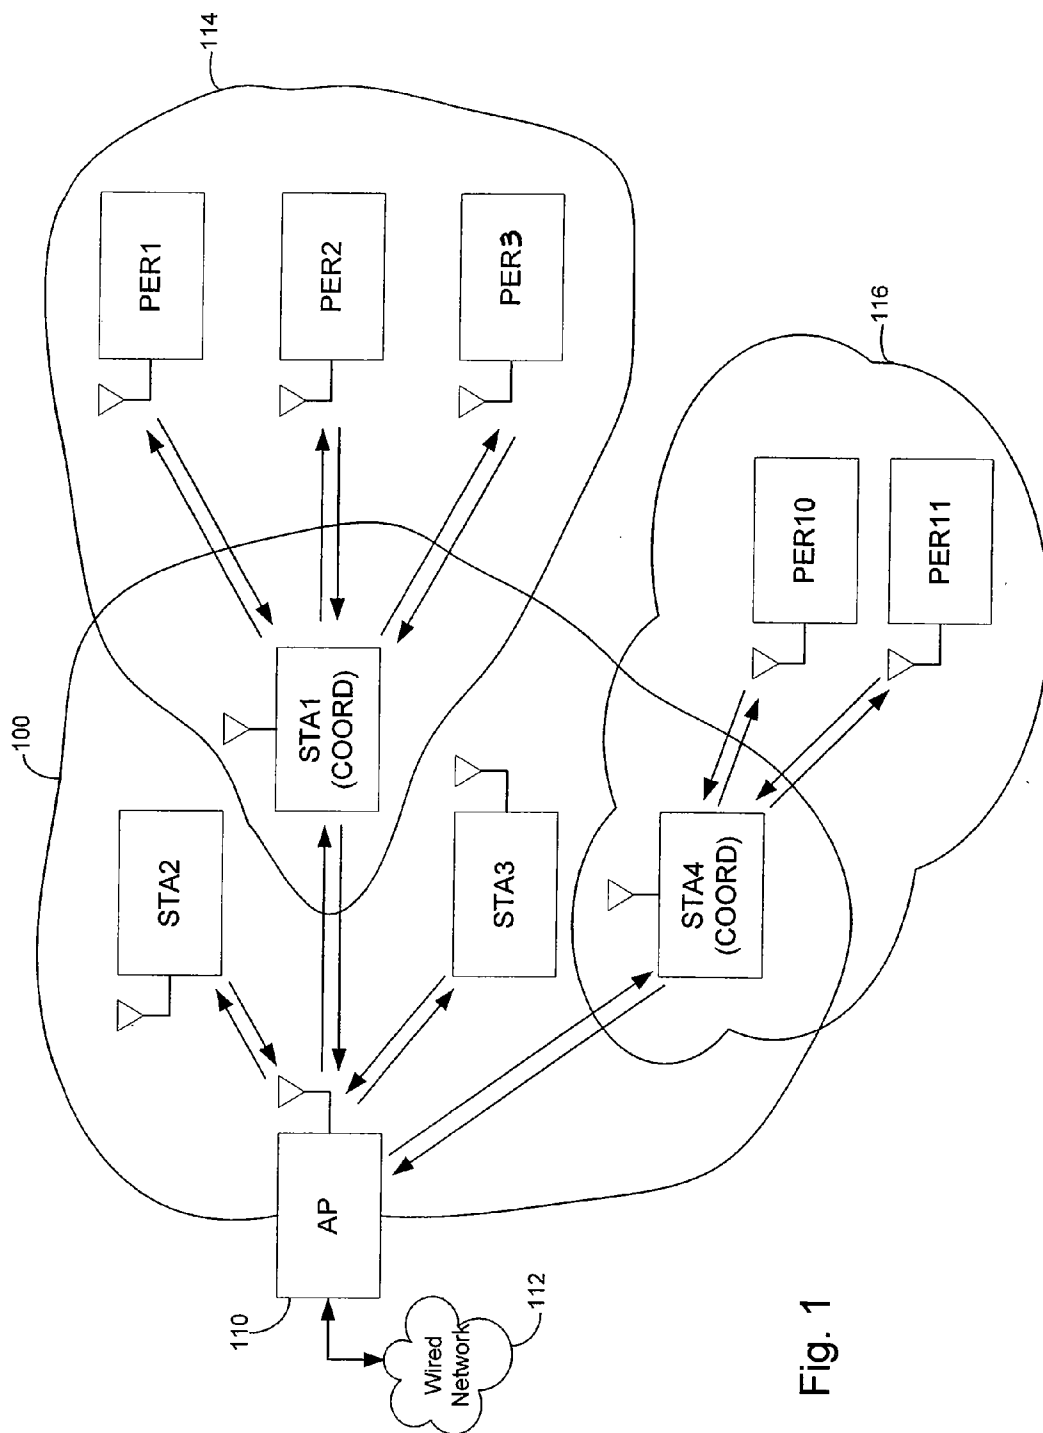 100
114
STA2
PER1
STA1
(COORD)
PER2
AP
110
STA3
PER3
Wired
Network
112
STA4
(COORD)
PER10
PER11
116
Fig. 1